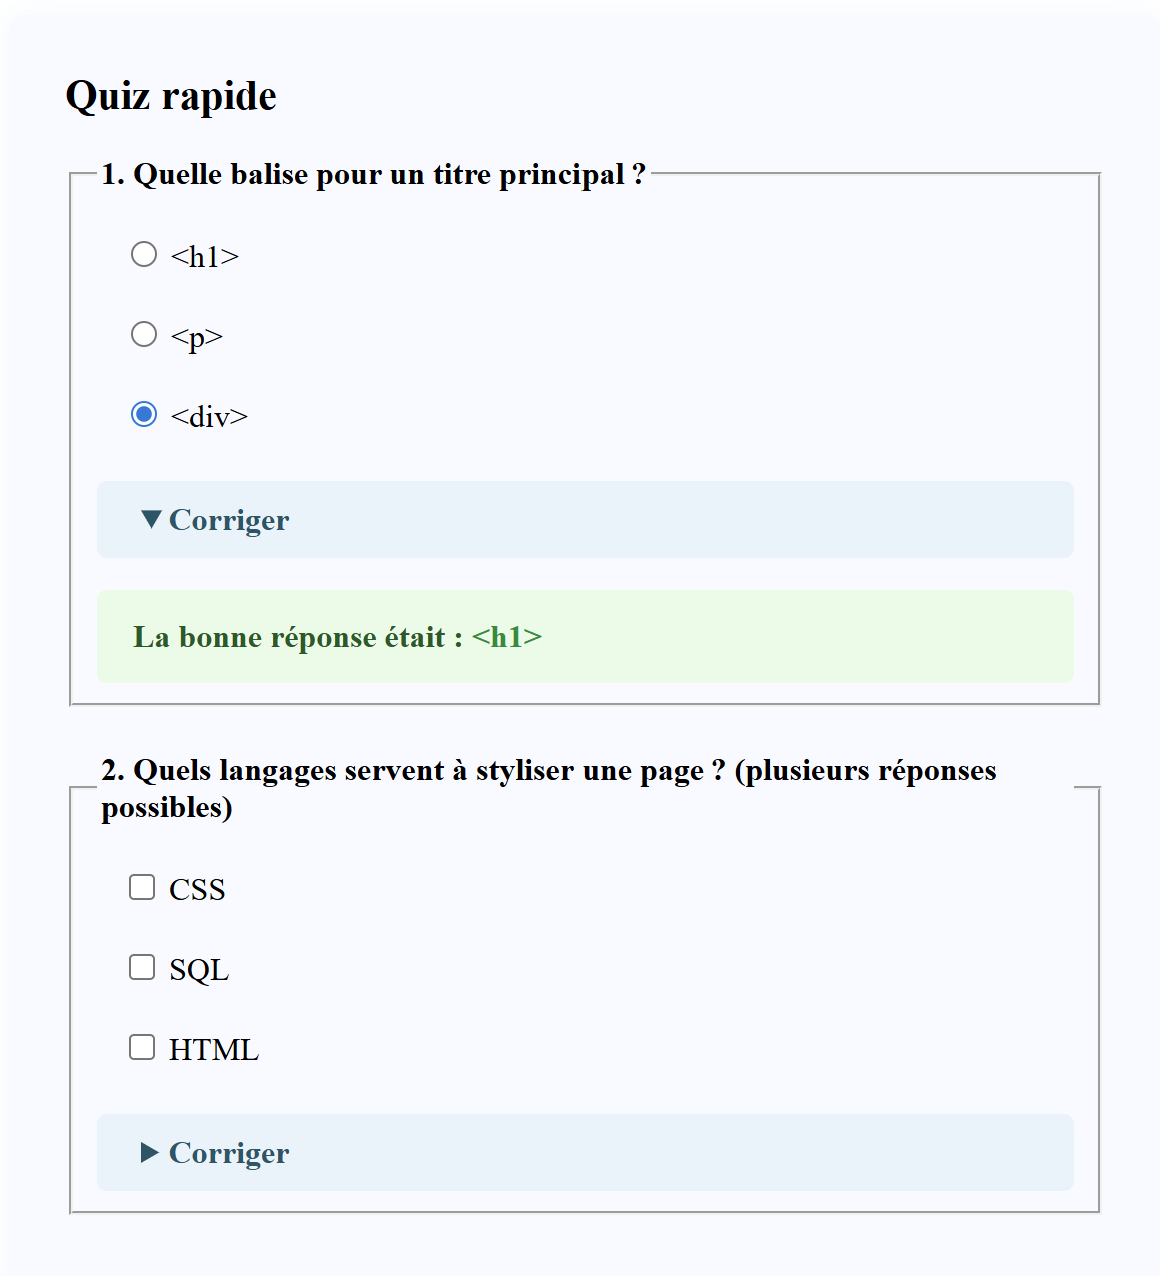 Quiz rapide
1. Quelle balise pour un titre principal ?
<h1>
<p>
<div>
Corriger
La bonne réponse était : <h1>
2. Quels langages servent à styliser une page ? (plusieurs réponses
possibles)
CSS
SQL
HTML
Corriger